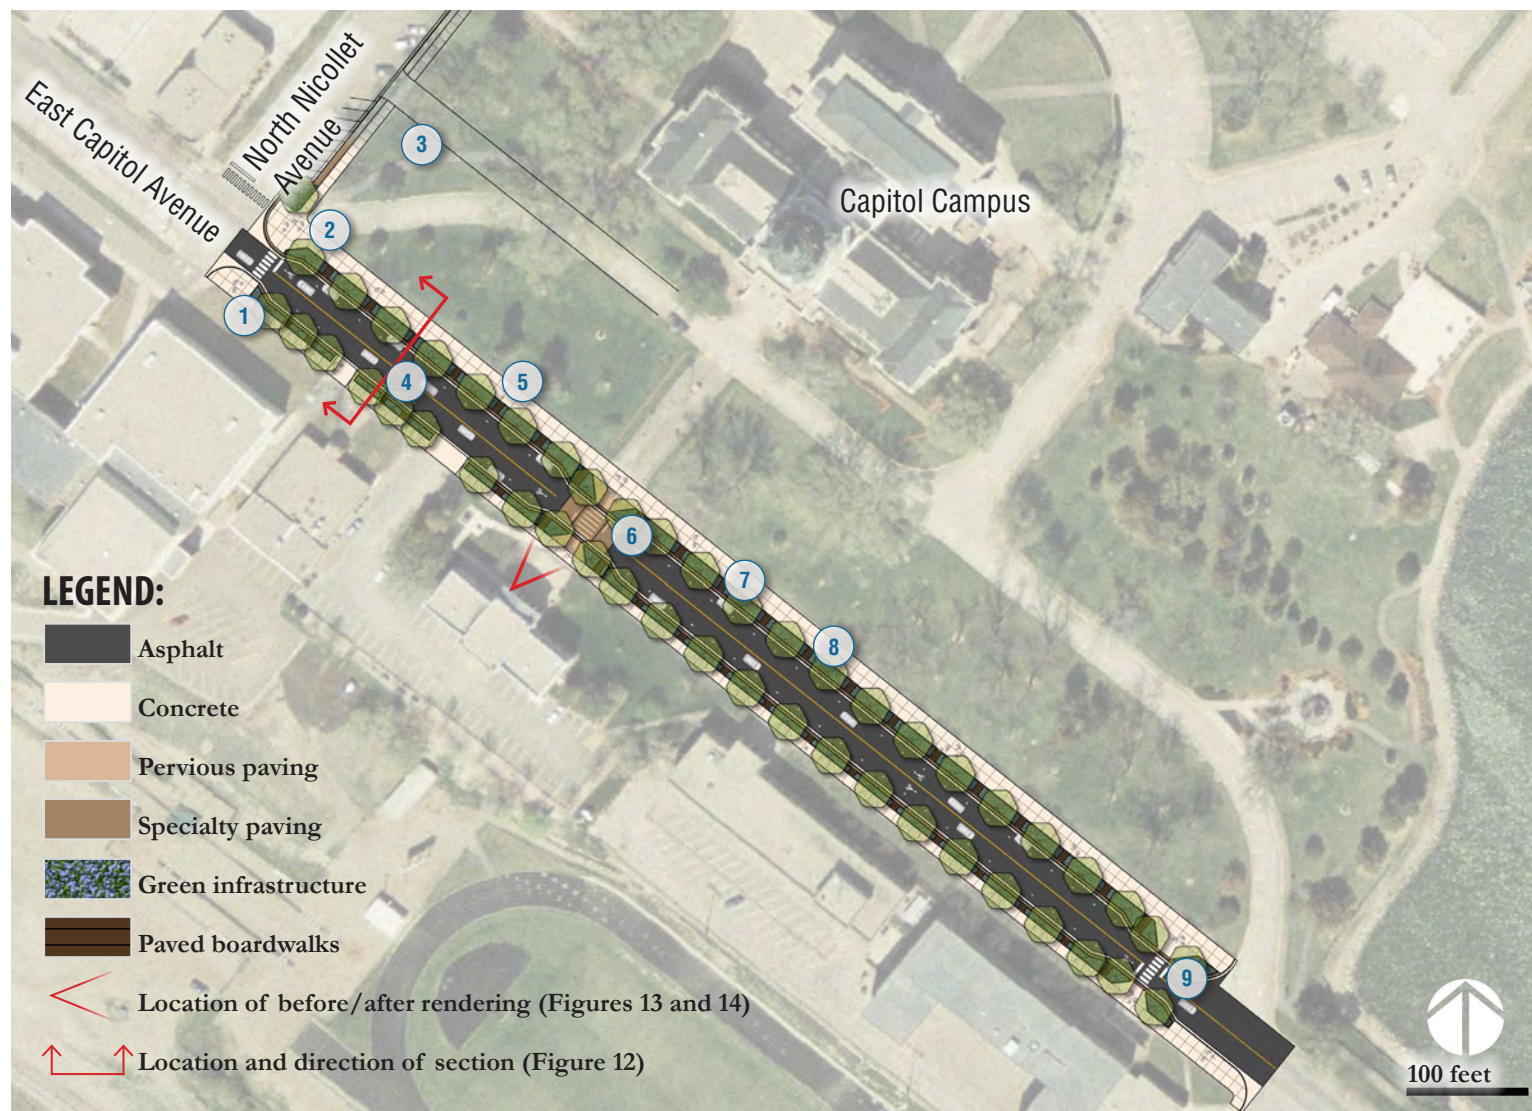 East Capitol Avenue
North Nicollet
Avenue
Capitol Campus
1
2
3
4
5
6
7
8
9
LEGEND:
Asphalt
Concrete
Pervious paving
Specialty paving
Green infrastructure
Paved boardwalks
Location of before/after rendering (Figures 13 and 14)
Location and direction of section (Figure 12)
100 feet